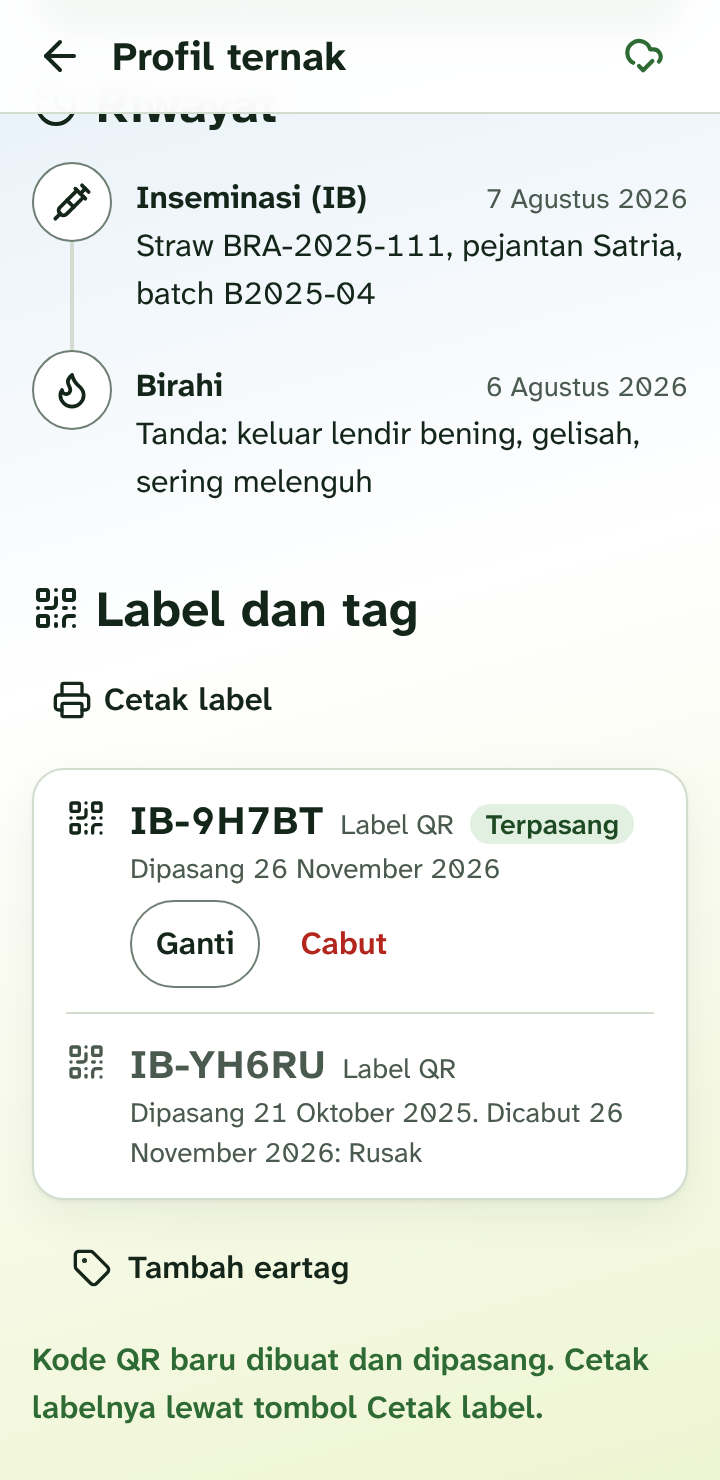 Profil ternak
Riwayat
Inseminasi (IB) 7 Agustus 2026
Straw BRA-2025-111, pejantan Satria,
batch B2025-04
Birahi 6 Agustus 2026
Tanda: keluar lendir bening, gelisah,
sering melenguh
Label dan tag
Cetak label
IB-9H7BT Label QR Terpasang
Dipasang 26 November 2026
Ganti Cabut
IB-YH6RU Label QR
Dipasang 21 Oktober 2025. Dicabut 26
November 2026: Rusak
Tambah eartag
Kode QR baru dibuat dan dipasang. Cetak
labelnya lewat tombol Cetak label.